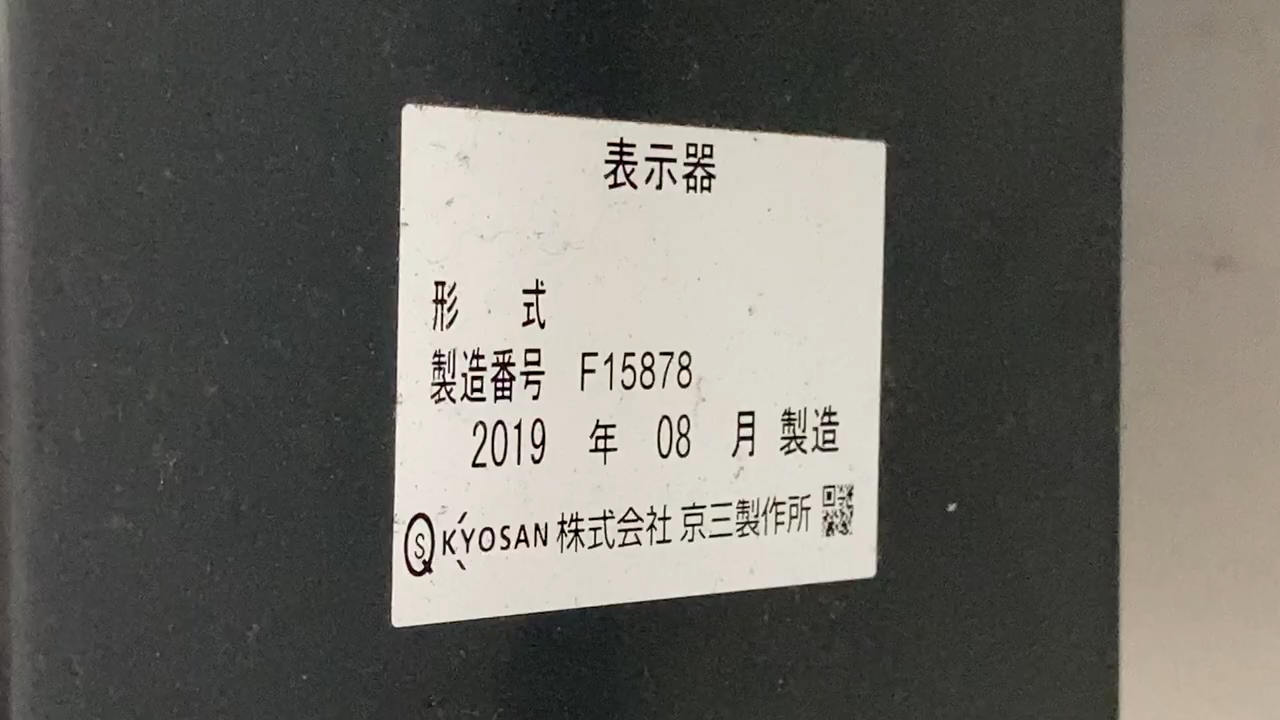 表示器
形 式
製造番号 F15878
2019 年 08 月 製造
QS KYOSAN 株式会社 京三製作所